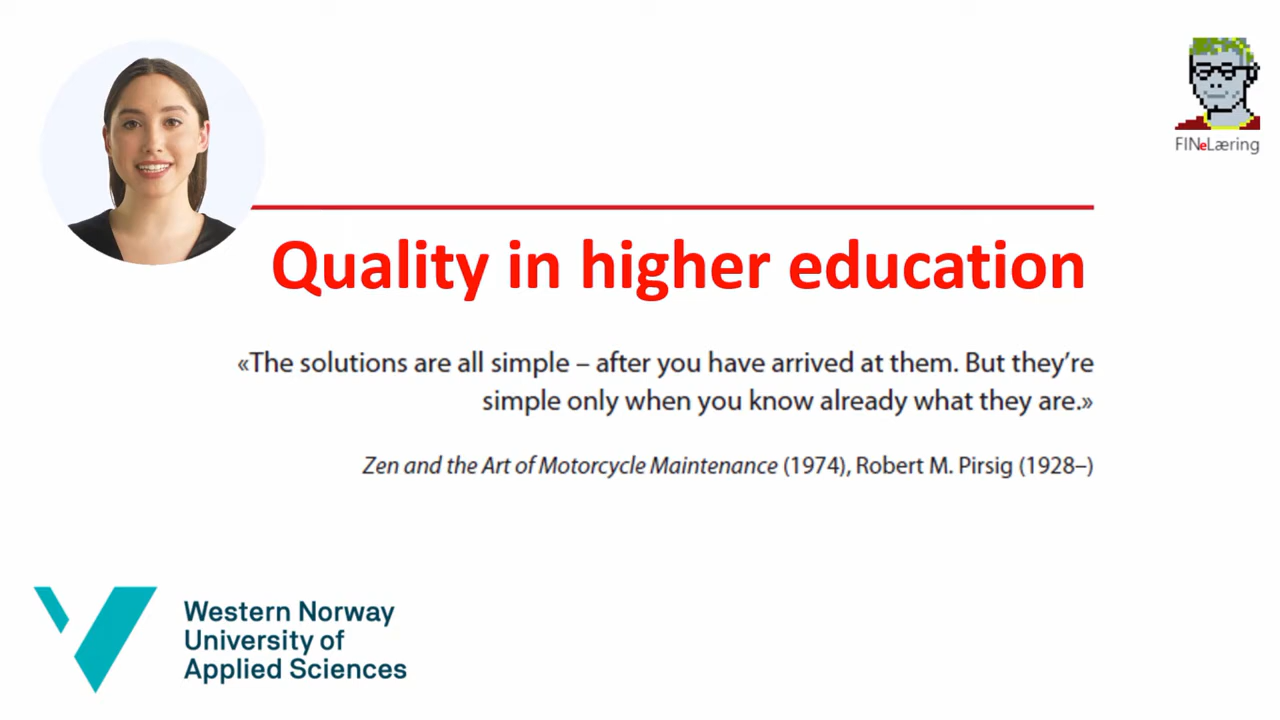 FINeLæring
Quality in higher education
«The solutions are all simple – after you have arrived at them. But they’re
simple only when you know already what they are.»
Zen and the Art of Motorcycle Maintenance (1974), Robert M. Pirsig (1928–)
Western Norway
University of
Applied Sciences